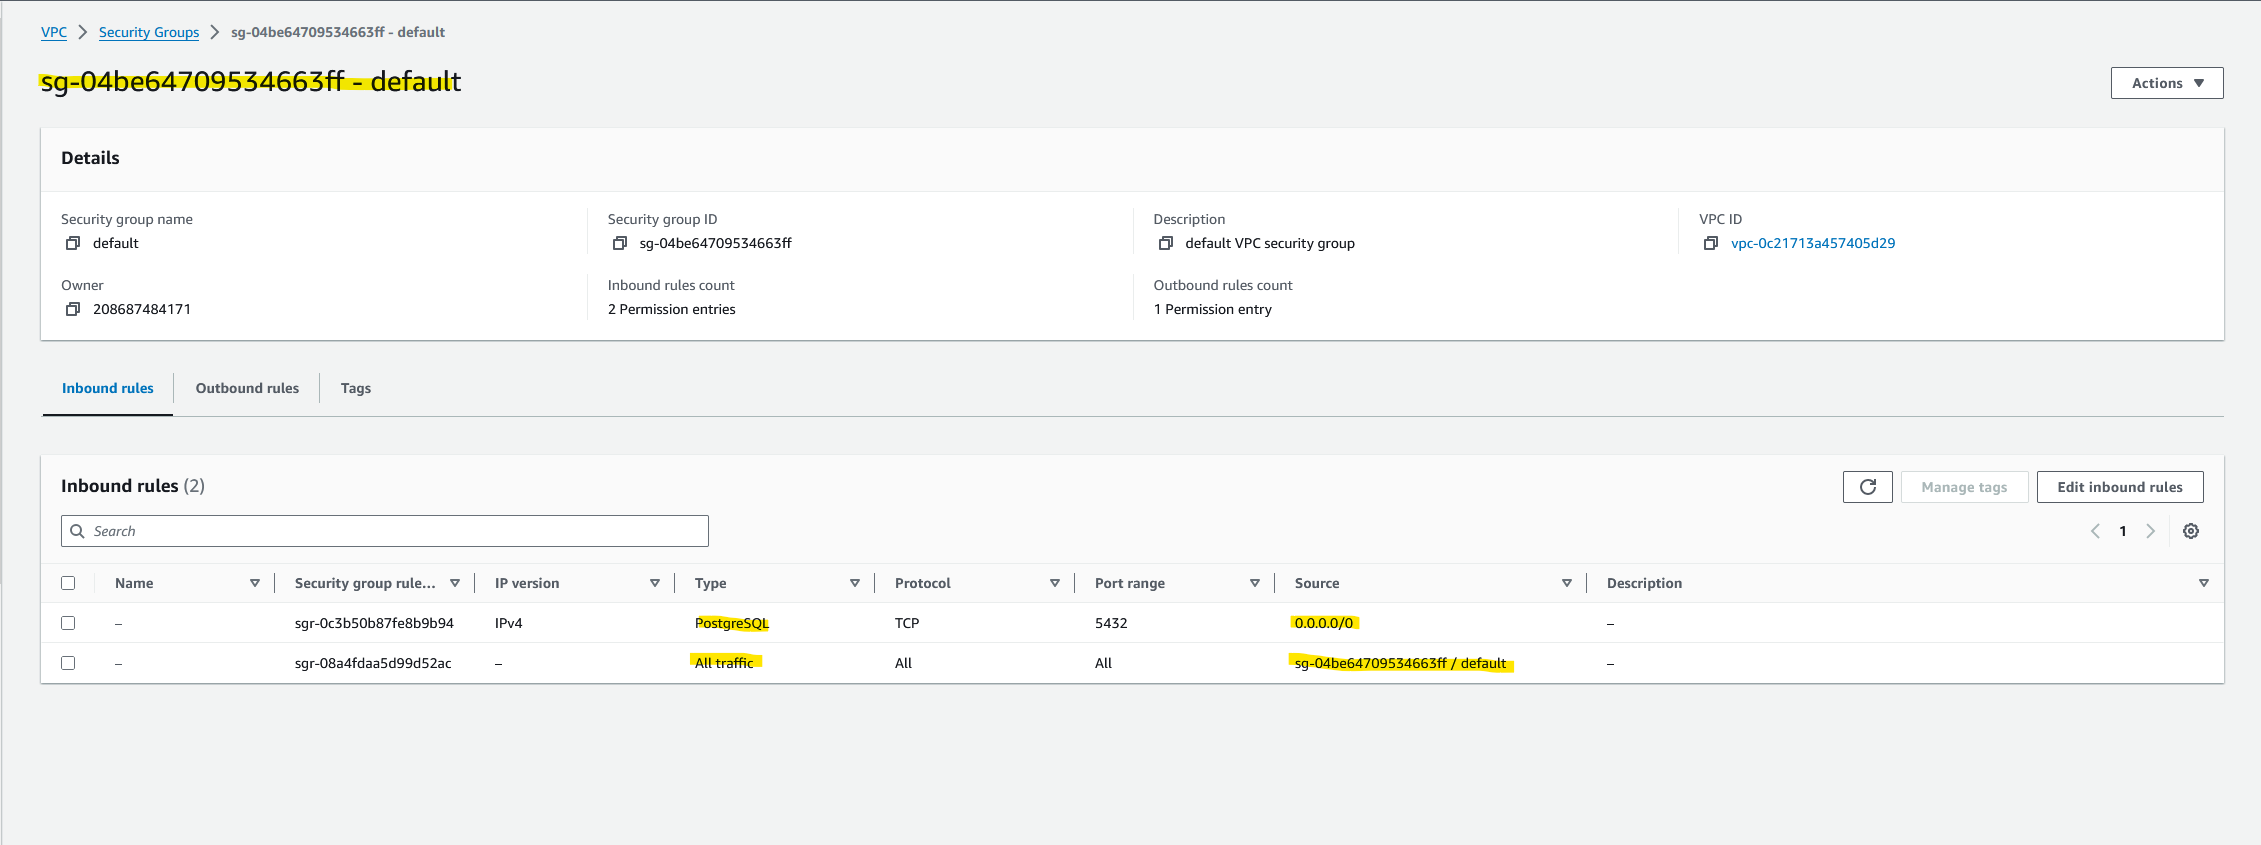 VPC > Security Groups > sg-04be64709534663ff - default
sg-04be64709534663ff - default
Actions
Details
Security group name
default
Security group ID
sg-04be64709534663ff
Description
default VPC security group
VPC ID
vpc-0c21713a457405d29
Owner
208687484171
Inbound rules count
2 Permission entries
Outbound rules count
1 Permission entry
Inbound rules Outbound rules Tags
Inbound rules (2)
Manage tags
Edit inbound rules
Search
1
Name Security group rule... IP version Type Protocol Port range Source Description
– sgr-0c3b50b87fe8b9b94 IPv4 PostgreSQL TCP 5432 0.0.0.0/0 –
– sgr-08a4fdaa5d99d52ac – All traffic All All sg-04be64709534663ff / default –